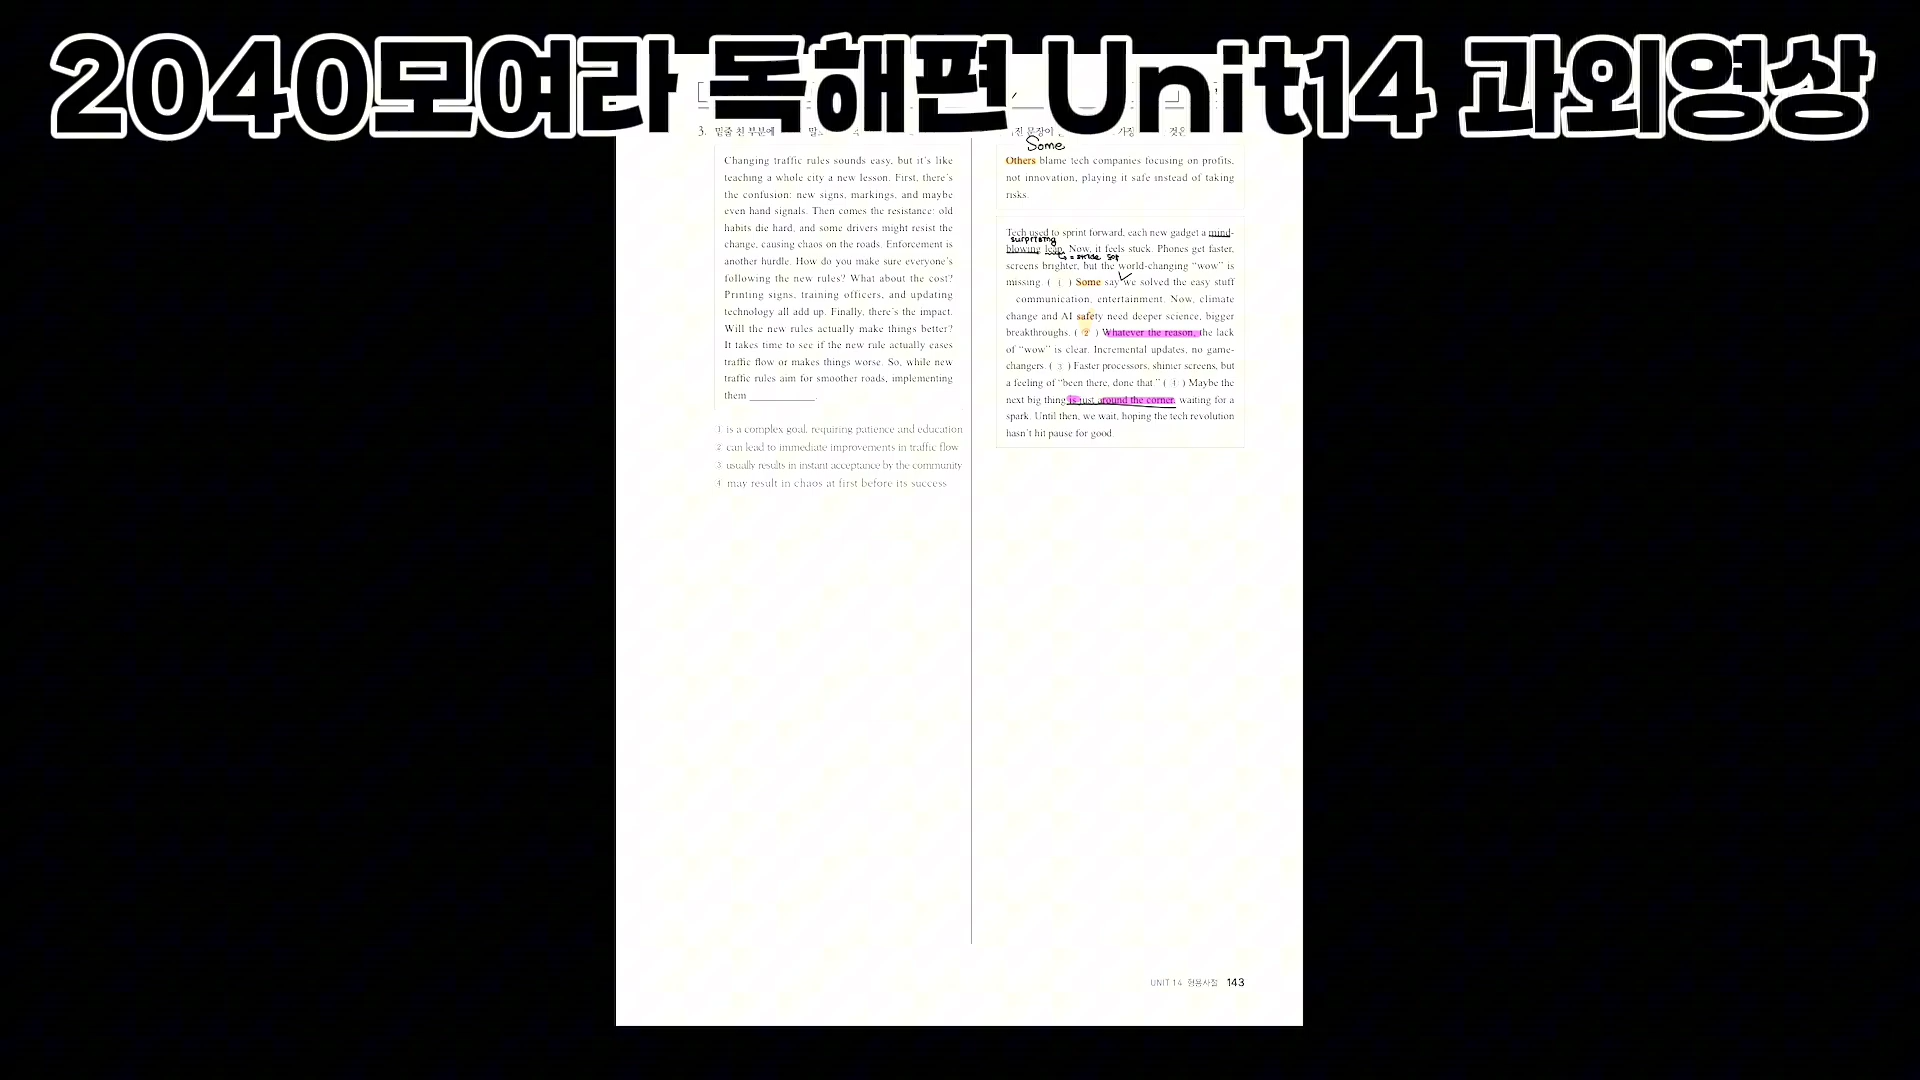 2040모여라 독해편 Unit14 과외영상
3. 밑줄 친 부분에
Changing traffic rules sounds easy, but it's like
teaching a whole city a new lesson. First, there's
the confusion: new signs, markings, and maybe
even hand signals. Then comes the resistance: old
habits die hard, and some drivers might resist the
change, causing chaos on the roads. Enforcement is
another hurdle. How do you make sure everyone's
following the new rules? What about the cost?
Printing signs, training officers, and updating
technology all add up. Finally, there's the impact.
Will the new rules actually make things better?
It takes time to see if the new rule actually eases
traffic flow or makes things worse. So, while new
traffic rules aim for smoother roads, implementing
them ____________.
1 is a complex goal, requiring patience and education
2 can lead to immediate improvements in traffic flow
3 usually results in instant acceptance by the community
4 may result in chaos at first before its success
문장이 가장 것은
Some
Others blame tech companies focusing on profits,
not innovation, playing it safe instead of taking
risks.
Tech used to sprint forward, each new gadget a mind-
surprising
blowing leap. Now, it feels stuck. Phones get faster,
= stride
screens brighter, but the world-changing “wow” is
missing. ( 1 ) Some say we solved the easy stuff
communication, entertainment. Now, climate
change and AI safety need deeper science, bigger
breakthroughs. ( 2 ) Whatever the reason, the lack
of “wow” is clear. Incremental updates, no game-
changers. ( 3 ) Faster processors, shinier screens, but
a feeling of “been there, done that.” ( 4 ) Maybe the
next big thing is just around the corner, waiting for a
spark. Until then, we wait, hoping the tech revolution
hasn't hit pause for good.
UNIT 14 형용사절 143